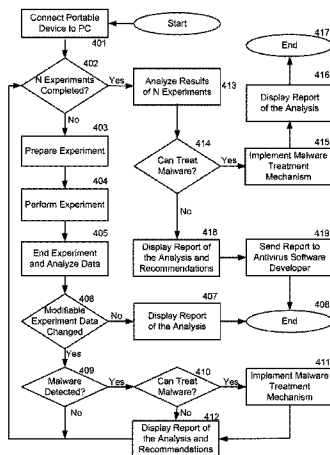 Connect Portable
Device to PC
Start
401
402
N Experiments
Completed?
Yes
Analyze Results
of N Experiments
413
417
End
416
Display Report
of the Analysis
No
403
Prepare Experiment
414
Can Treat
Malware?
Yes
415
Implement Malware
Treatment
Mechanism
404
Perform Experiment
No
405
End Experiment
and Analyze Data
418
Display Report of
the Analysis and
Recommendations
419
Send Report to
Antivirus Software
Developer
406
Modifiable
Experiment Data
Changed
No
407
Display Report
of the Analysis
408
End
Yes
409
Malware
Detected?
Yes
410
Can Treat
Malware?
Yes
411
Implement Malware
Treatment
Mechanism
No
No
412
Display Report of
the Analysis and
Recommendations